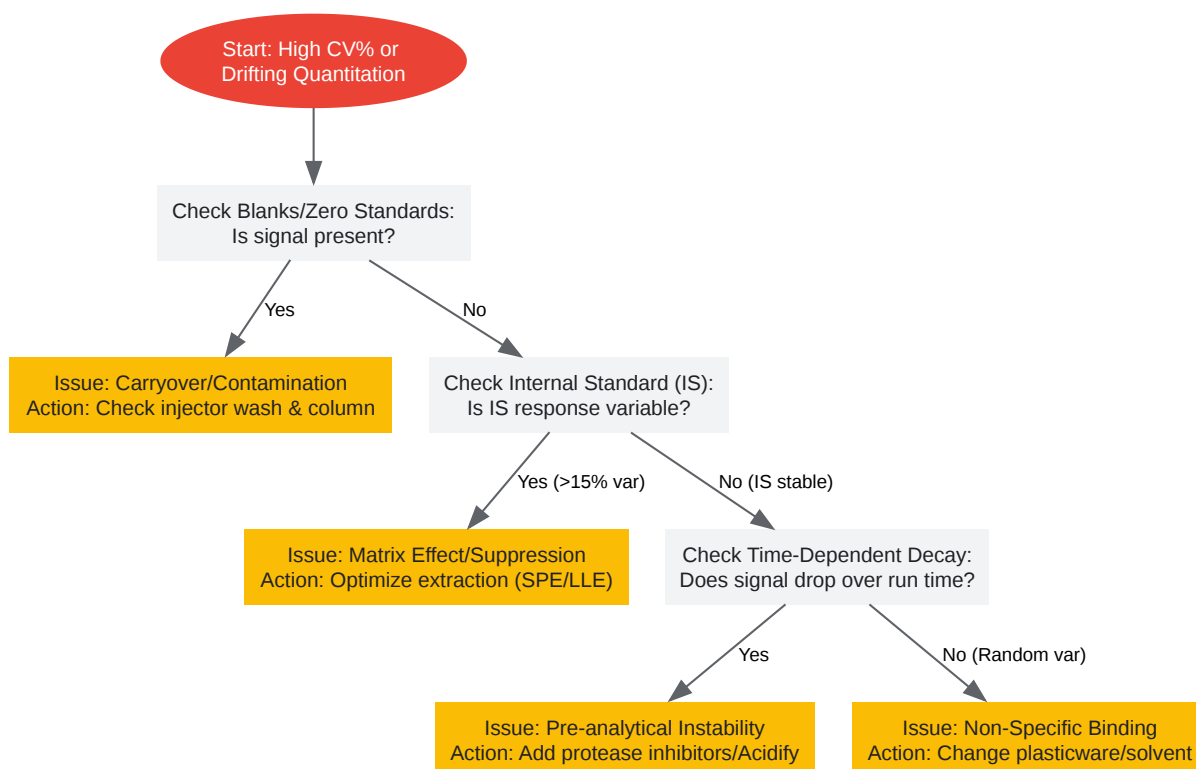 Start: High CV% or
Drifting Quantitation
Check Blanks/Zero Standards:
Is signal present?
Yes
No
Issue: Carryover/Contamination
Action: Check injector wash & column
Check Internal Standard (IS):
Is IS response variable?
Yes (>15% var)
No (IS stable)
Issue: Matrix Effect/Suppression
Action: Optimize extraction (SPE/LLE)
Check Time-Dependent Decay:
Does signal drop over run time?
Yes
No (Random var)
Issue: Pre-analytical Instability
Action: Add protease inhibitors/Acidify
Issue: Non-Specific Binding
Action: Change plasticware/solvent